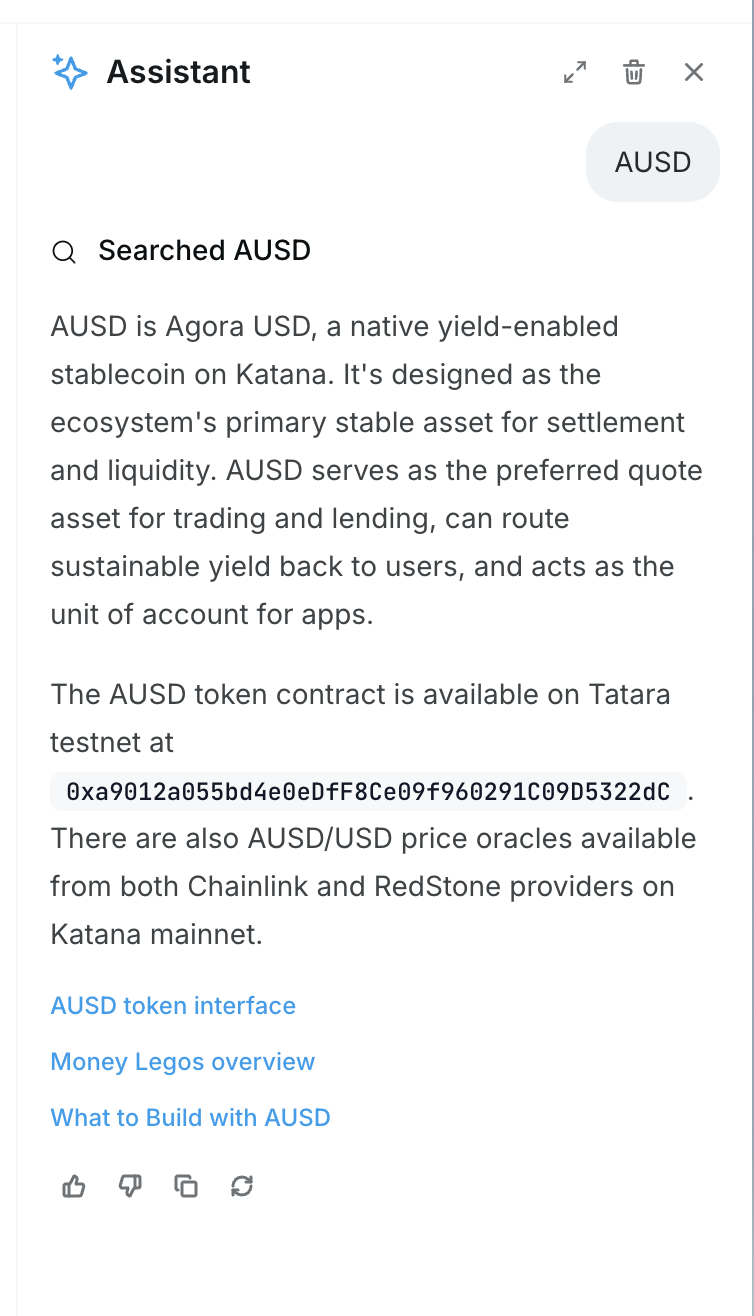 Assistant
AUSD
Searched AUSD
AUSD is Agora USD, a native yield-enabled
stablecoin on Katana. It's designed as the
ecosystem's primary stable asset for settlement
and liquidity. AUSD serves as the preferred quote
asset for trading and lending, can route
sustainable yield back to users, and acts as the
unit of account for apps.
The AUSD token contract is available on Tatara
testnet at
0xa9012a055bd4e0eDfF8Ce09f960291C09D5322dC.
There are also AUSD/USD price oracles available
from both Chainlink and RedStone providers on
Katana mainnet.
AUSD token interface
Money Legos overview
What to Build with AUSD